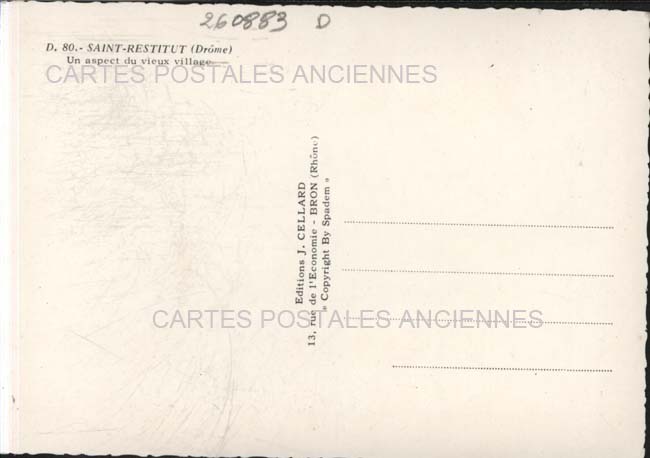 260883 D
D. 80.- SAINT-RESTITUT (Drôme)
Un aspect du vieux village
CARTES POSTALES ANCIENNES
Editions J. CELLARD
13, rue de l'Economie - BRON (Rhône)
« Copyright By Spadem »
CARTES POSTALES ANCIENNES